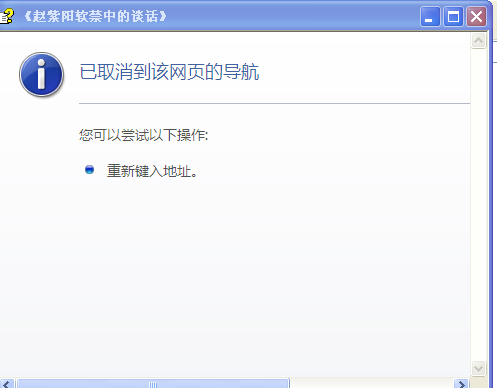 《赵紫阳软禁中的谈话》
已取消到该网页的导航
您可以尝试以下操作:
重新键入地址。